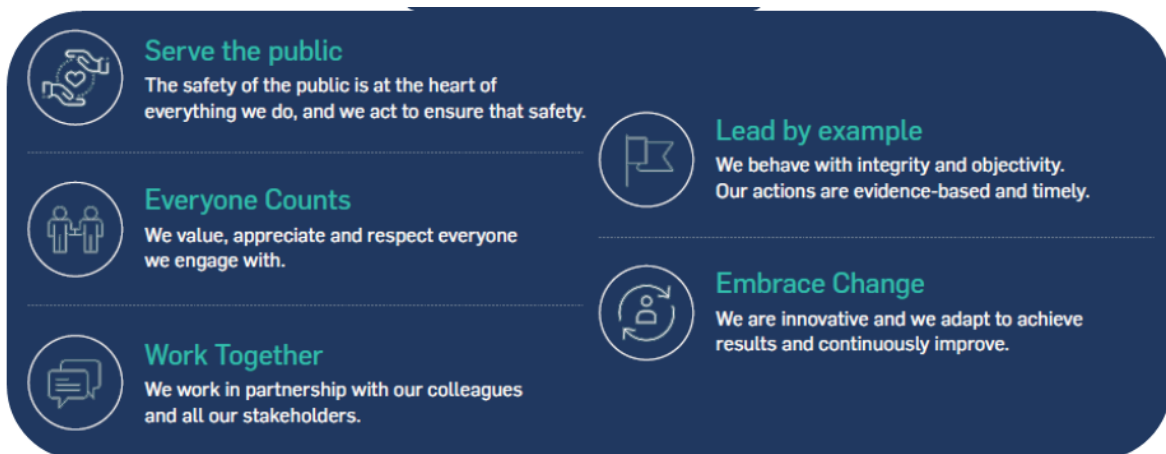 Serve the public
The safety of the public is at the heart of
everything we do, and we act to ensure that safety.
Everyone Counts
We value, appreciate and respect everyone
we engage with.
Work Together
We work in partnership with our colleagues
and all our stakeholders.
Lead by example
We behave with integrity and objectivity.
Our actions are evidence-based and timely.
Embrace Change
We are innovative and we adapt to achieve
results and continuously improve.